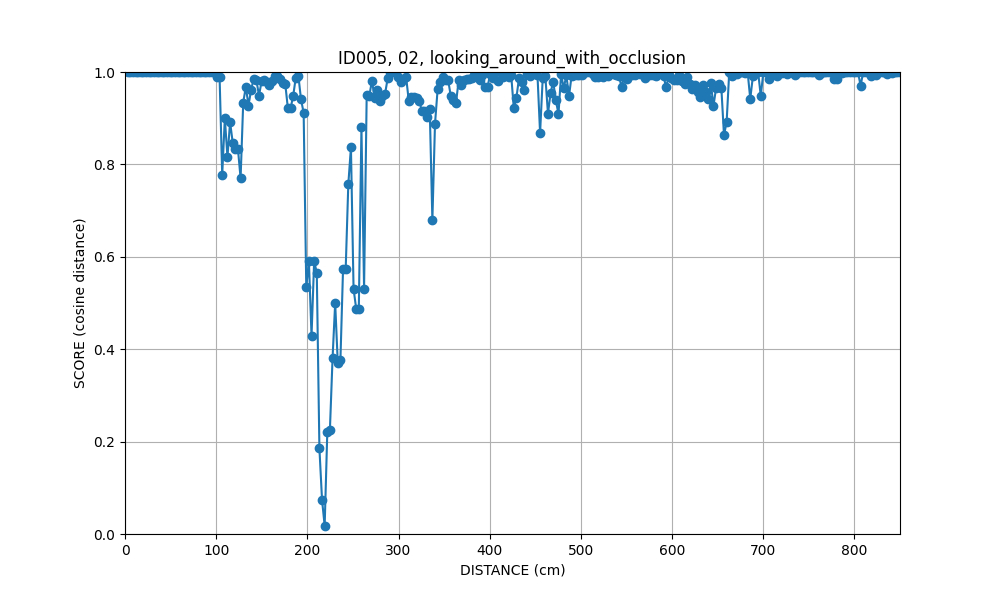 ID005, 02, looking_around_with_occlusion
1.0
0.8
0.6
0.4
0.2
0.0
SCORE (cosine distance)
0 100 200 300 400 500 600 700 800
DISTANCE (cm)